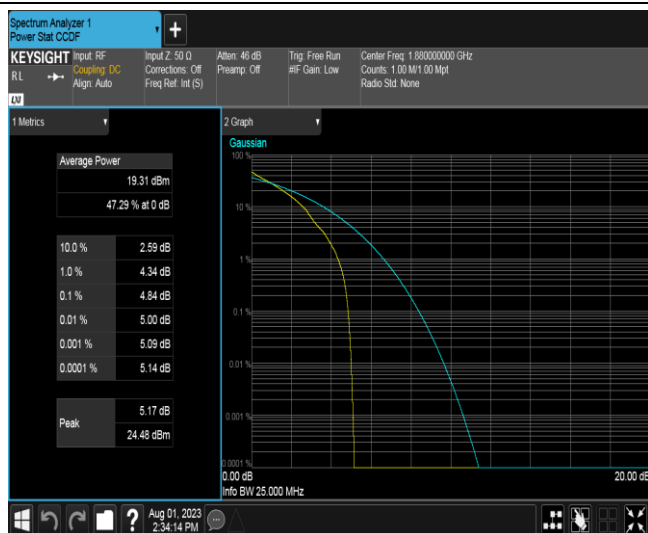 Spectrum Analyzer 1
Power Stat CCDF
KEYSIGHT
RL
LXI
Input: RF
Coupling: DC
Align: Auto
Input Z: 50 Ω
Corrections: Off
Freq Ref: Int (S)
Atten: 46 dB
Preamp: Off
Trig: Free Run
#IF Gain: Low
Center Freq: 1.880000000 GHz
Counts: 1.00 M/1.00 Mpt
Radio Std: None
1 Metrics
Average Power
19.31 dBm
47.29 % at 0 dB
10.0 % 2.59 dB
1.0 % 4.34 dB
0.1 % 4.84 dB
0.01 % 5.00 dB
0.001 % 5.09 dB
0.0001 % 5.14 dB
Peak
5.17 dB
24.48 dBm
2 Graph
Gaussian
100 %
10 %
1 %
0.1 %
0.01 %
0.001 %
0.0001 %
0.00 dB
20.00 dB
Info BW 25.000 MHz
?
Aug 01, 2023
2:34:14 PM